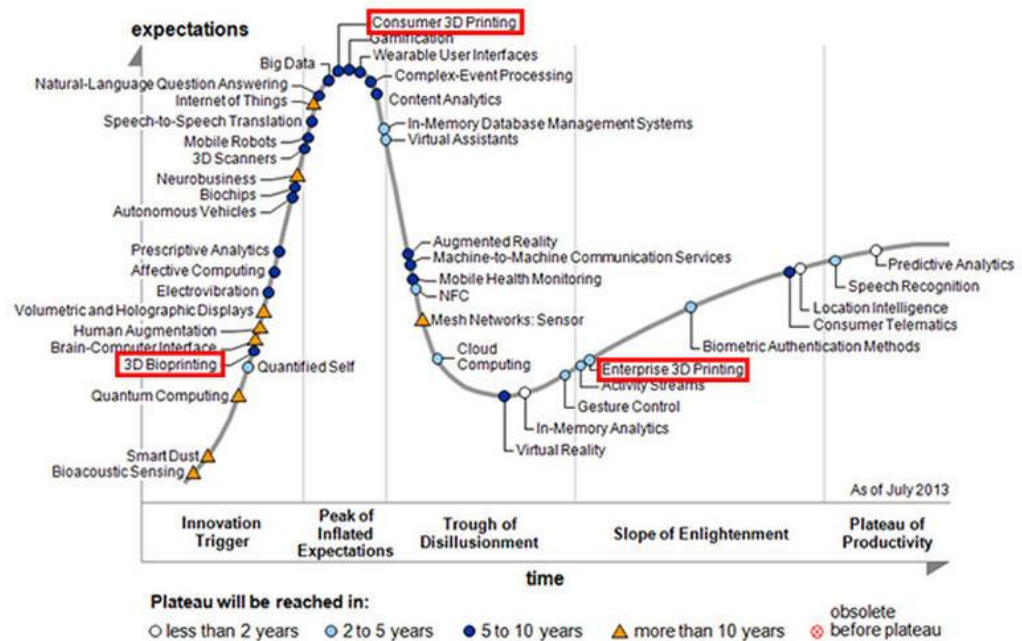 expectations
Consumer 3D Printing
Gamification
Wearable User Interfaces
Big Data
Complex-Event Processing
Natural-Language Question Answering
Content Analytics
Internet of Things
Speech-to-Speech Translation
In-Memory Database Management Systems
Virtual Assistants
Mobile Robots
3D Scanners
Neurobusiness
Biochips
Autonomous Vehicles
Augmented Reality
Prescriptive Analytics
Machine-to-Machine Communication Services
Predictive Analytics
Affective Computing
Mobile Health Monitoring
Speech Recognition
Electrovibration
NFC
Volumetric and Holographic Displays
Location Intelligence
Mesh Networks: Sensor
Consumer Telematics
Human Augmentation
Brain-Computer Interface
Biometric Authentication Methods
3D Bioprinting
Quantified Self
Cloud
Computing
Enterprise 3D Printing
Activity Streams
Quantum Computing
Gesture Control
In-Memory Analytics
Virtual Reality
Smart Dust
Bioacoustic Sensing
As of July 2013
Innovation
Trigger
Peak of
Inflated
Expectations
Trough of
Disillusionment
Slope of Enlightenment
Plateau of
Productivity
time
Plateau will be reached in:
less than 2 years
2 to 5 years
5 to 10 years
more than 10 years
obsolete
before plateau